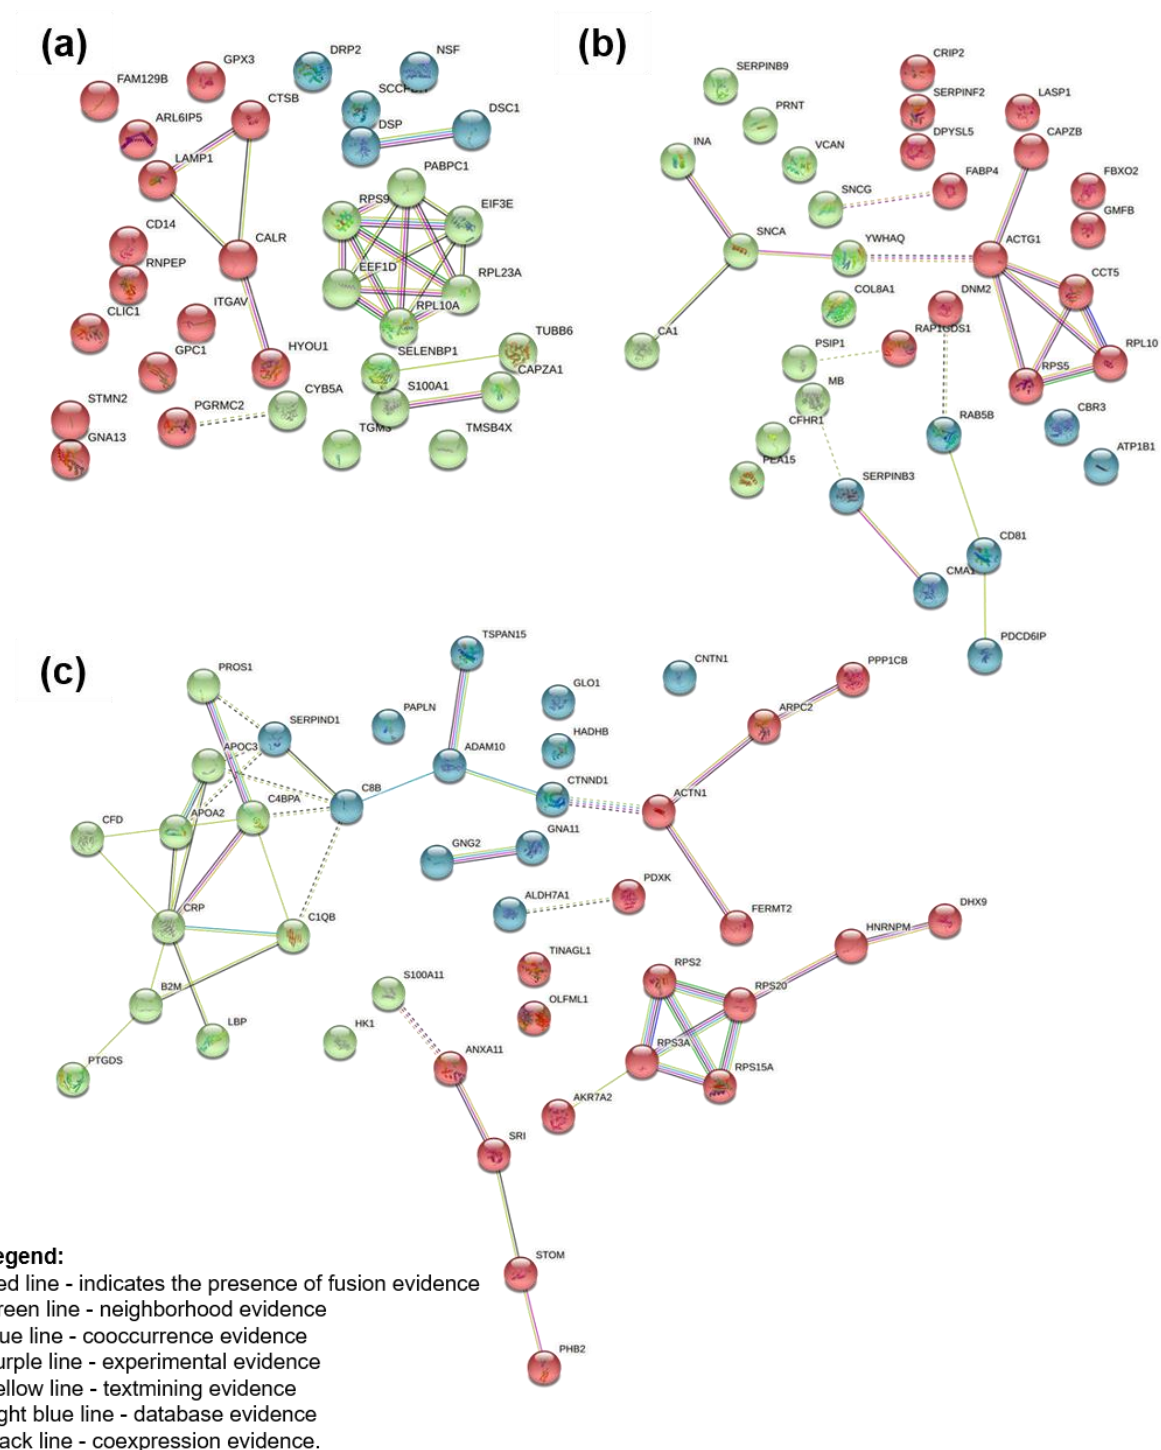 (a)
FAM129B
GPX3
DRP2
NSF
ARL6IP5
CTSB
DSP
DSC1
LAMP1
PABPC1
RPS9
EIF3E
CD14
CALR
EEF1D
RPL23A
RNPEP
RPL10A
CLIC1
ITGAV
TUBB6
GPC1
HYOU1
SELENBP1
CAPZA1
STMN2
PGRMC2
CYB5A
S100A1
GNA13
TMSB4X
(b)
SERPINB9
CRIP2
PRNT
SERPINF2
LASP1
INA
VCAN
DPYSL5
CAPZB
SNCG
FABP4
FBXO2
GMFB
SNCA
YWHAQ
ACTG1
CCT5
COL8A1
DNM2
CA1
PSIP1
RAP1GDS1
RPL10
RPS5
MB
CFHR1
RAB5B
CBR3
PEA15
SERPINB3
ATP1B1
CD81
CMA1
PDCD6IP
(c)
PROS1
TSPAN15
CNTN1
PPP1CB
SERPIND1
PAPLN
GLO1
ARPC2
APOC3
ADAM10
HADHB
C8B
CTNND1
ACTN1
CFD
APOA2
C4BPA
GNG2
GNA11
CRP
C1QB
ALDH7A1
PDXK
FERMT2
DHX9
HNRNPM
B2M
S100A11
TINAGL1
RPS2
RPS20
LBP
HK1
OLFML1
PTGDS
ANXA11
RPS3A
RPS15A
AKR7A2
SRI
STOM
PHB2
egend:
ed line - indicates the presence of fusion evidence
reen line - neighborhood evidence
ue line - cooccurrence evidence
urple line - experimental evidence
ellow line - textmining evidence
ght blue line - database evidence
ack line - coexpression evidence.